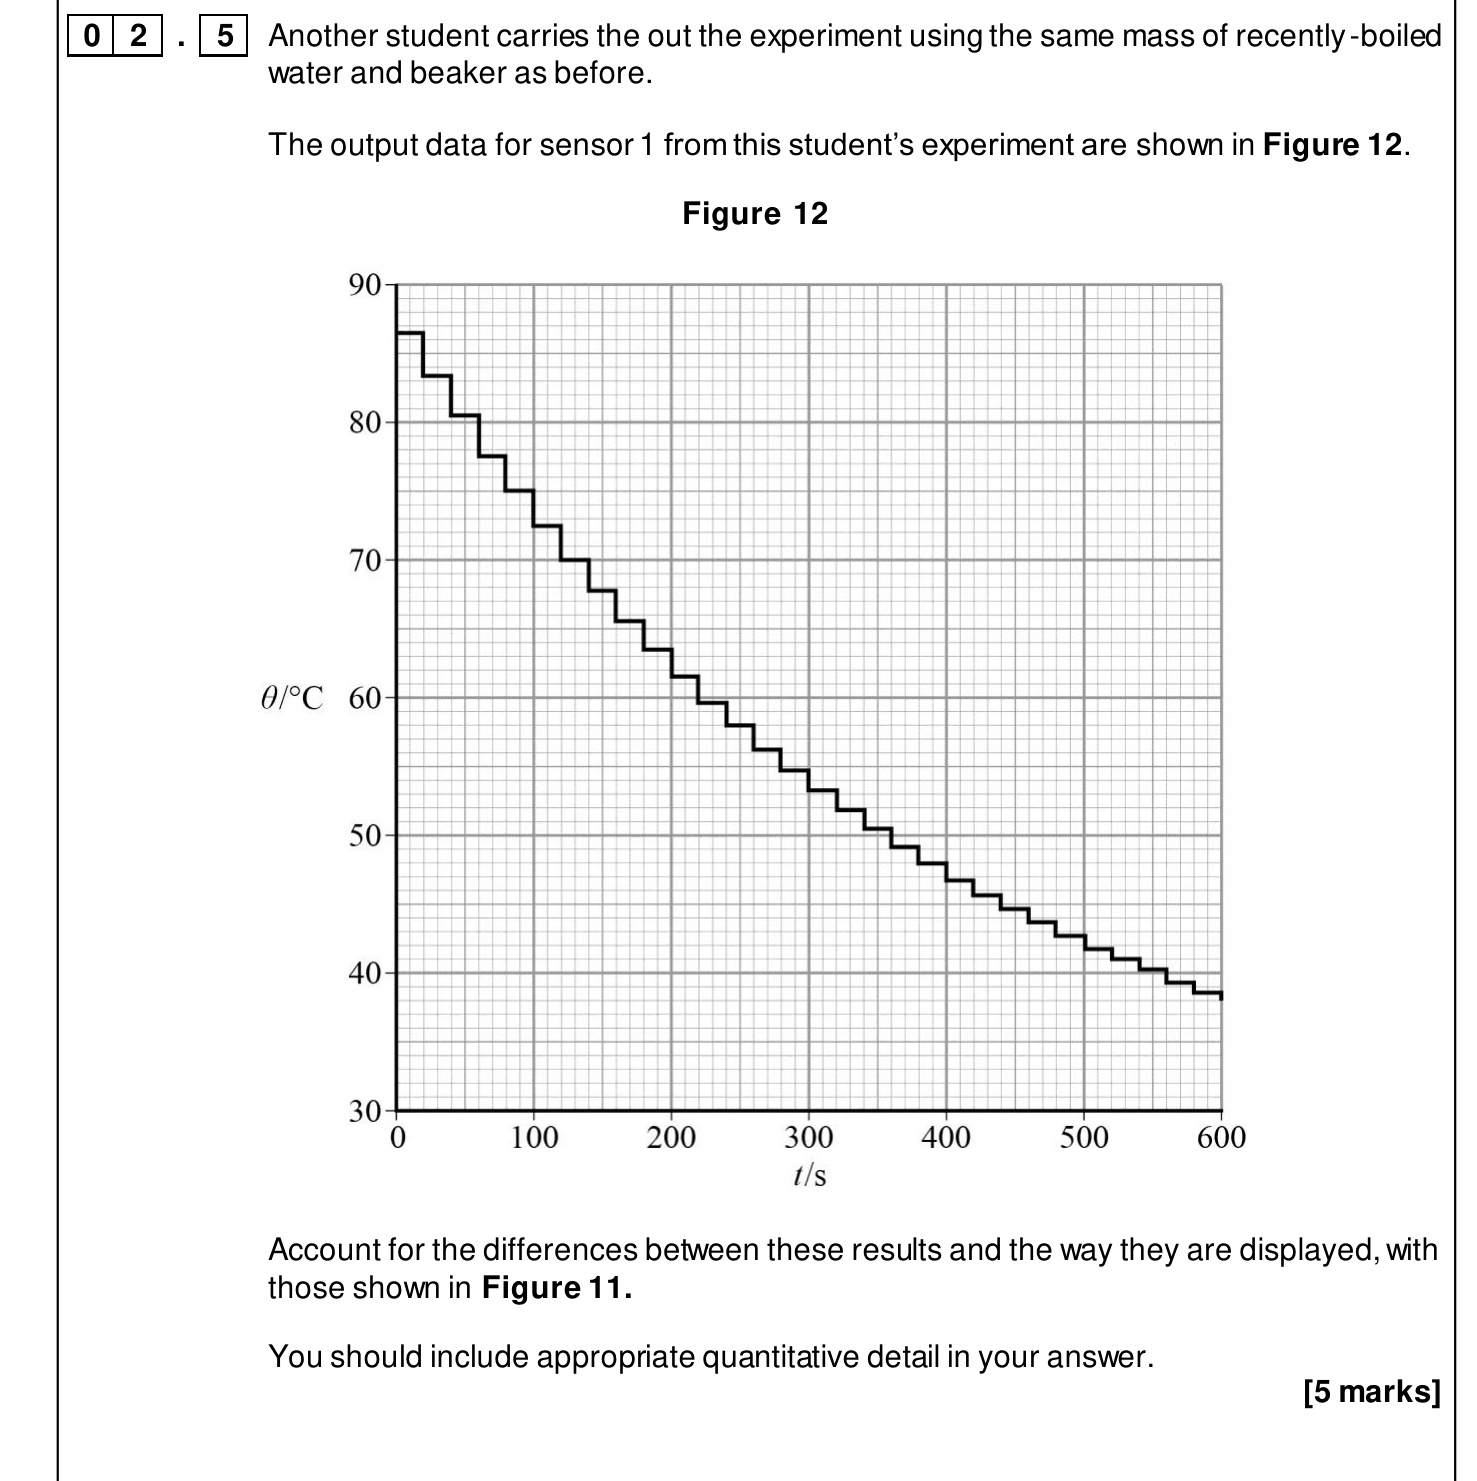 0 2 . 5 Another student carries the out the experiment using the same mass of recently-boiled
water and beaker as before.
The output data for sensor 1 from this student's experiment are shown in Figure 12.
Figure 12
90
80
70
θ/°C 60
50
40
30
0 100 200 300 400 500 600
t/s
Account for the differences between these results and the way they are displayed, with
those shown in Figure 11.
You should include appropriate quantitative detail in your answer.
[5 marks]